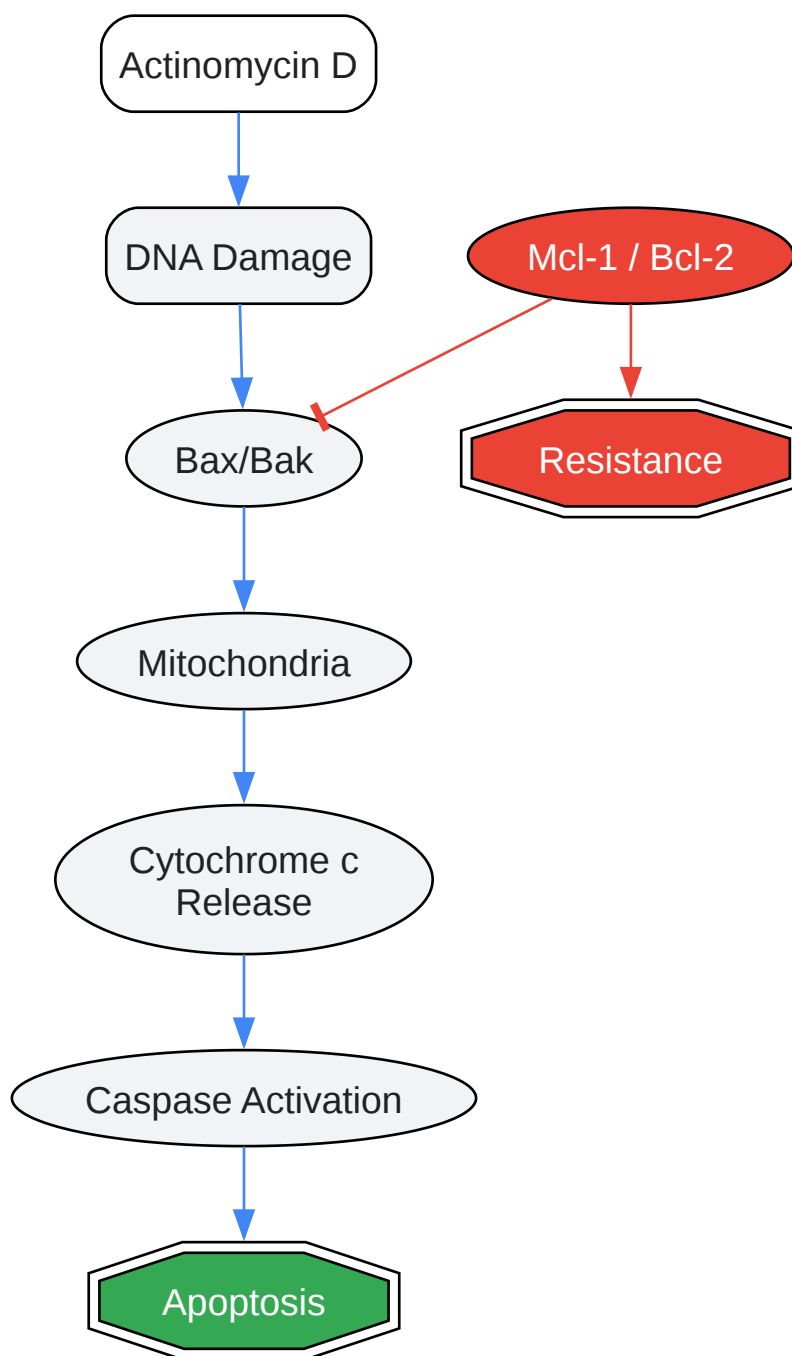 Actinomycin D
DNA Damage
Mcl-1 / Bcl-2
Bax/Bak
Resistance
Mitochondria
Cytochrome c
Release
Caspase Activation
Apoptosis